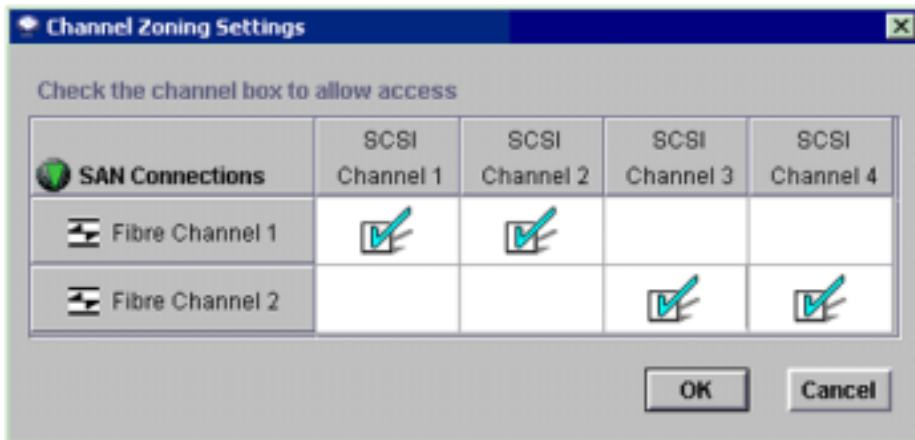 Channel Zoning Settings
Check the channel box to allow access
SAN Connections
SCSI Channel 1
SCSI Channel 2
SCSI Channel 3
SCSI Channel 4
Fibre Channel 1
Fibre Channel 2
OK
Cancel